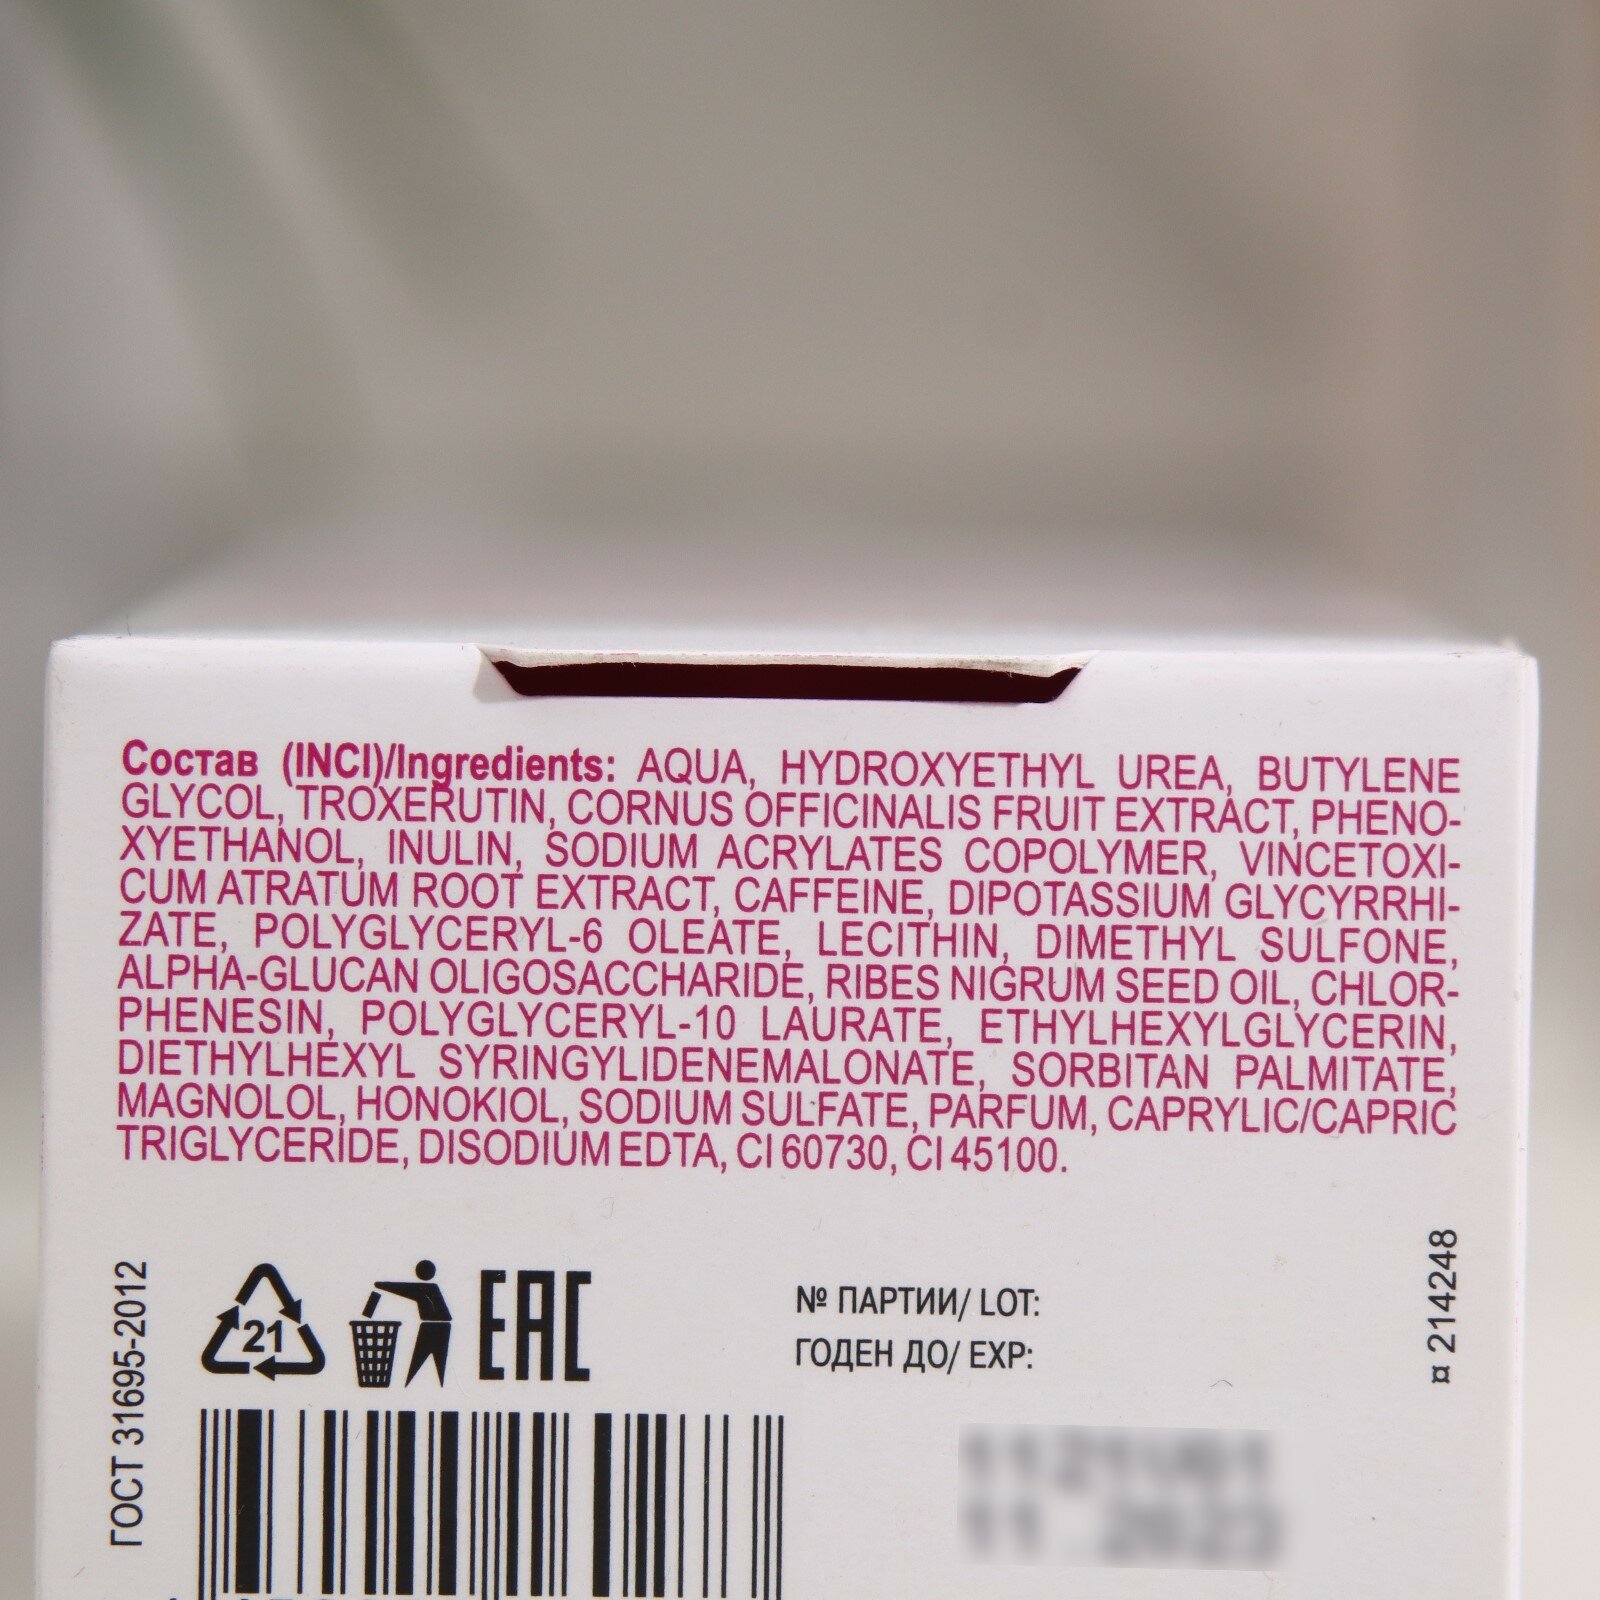 Состав (INCI)/Ingredients: AQUA, HYDROXYETHYL UREA, BUTYLENE
GLYCOL, TROXERUTIN, CORNUS OFFICINALIS FRUIT EXTRACT, PHENO-
XYETHANOL, INULIN, SODIUM ACRYLATES COPOLYMER, VINCETOXI-
CUM ATRATUM ROOT EXTRACT, CAFFEINE, DIPOTASSIUM GLYCYRRHI-
ZATE, POLYGLYCERYL-6 OLEATE, LECITHIN, DIMETHYL SULFONE,
ALPHA-GLUCAN OLIGOSACCHARIDE, RIBES NIGRUM SEED OIL, CHLOR-
PHENESIN, POLYGLYCERYL-10 LAURATE, ETHYLHEXYLGLYCERIN,
DIETHYLHEXYL SYRINGYLIDENEMALONATE, SORBITAN PALMITATE,
MAGNOLOL, HONOKIOL, SODIUM SULFATE, PARFUM, CAPRYLIC/CAPRIC
TRIGLYCERIDE, DISODIUM EDTA, CI 60730, CI 45100.
ГОСТ 31695-2012
21
EAC
№ ПАРТИИ/ LOT:
ГОДЕН ДО/ EXP:
¤ 214248